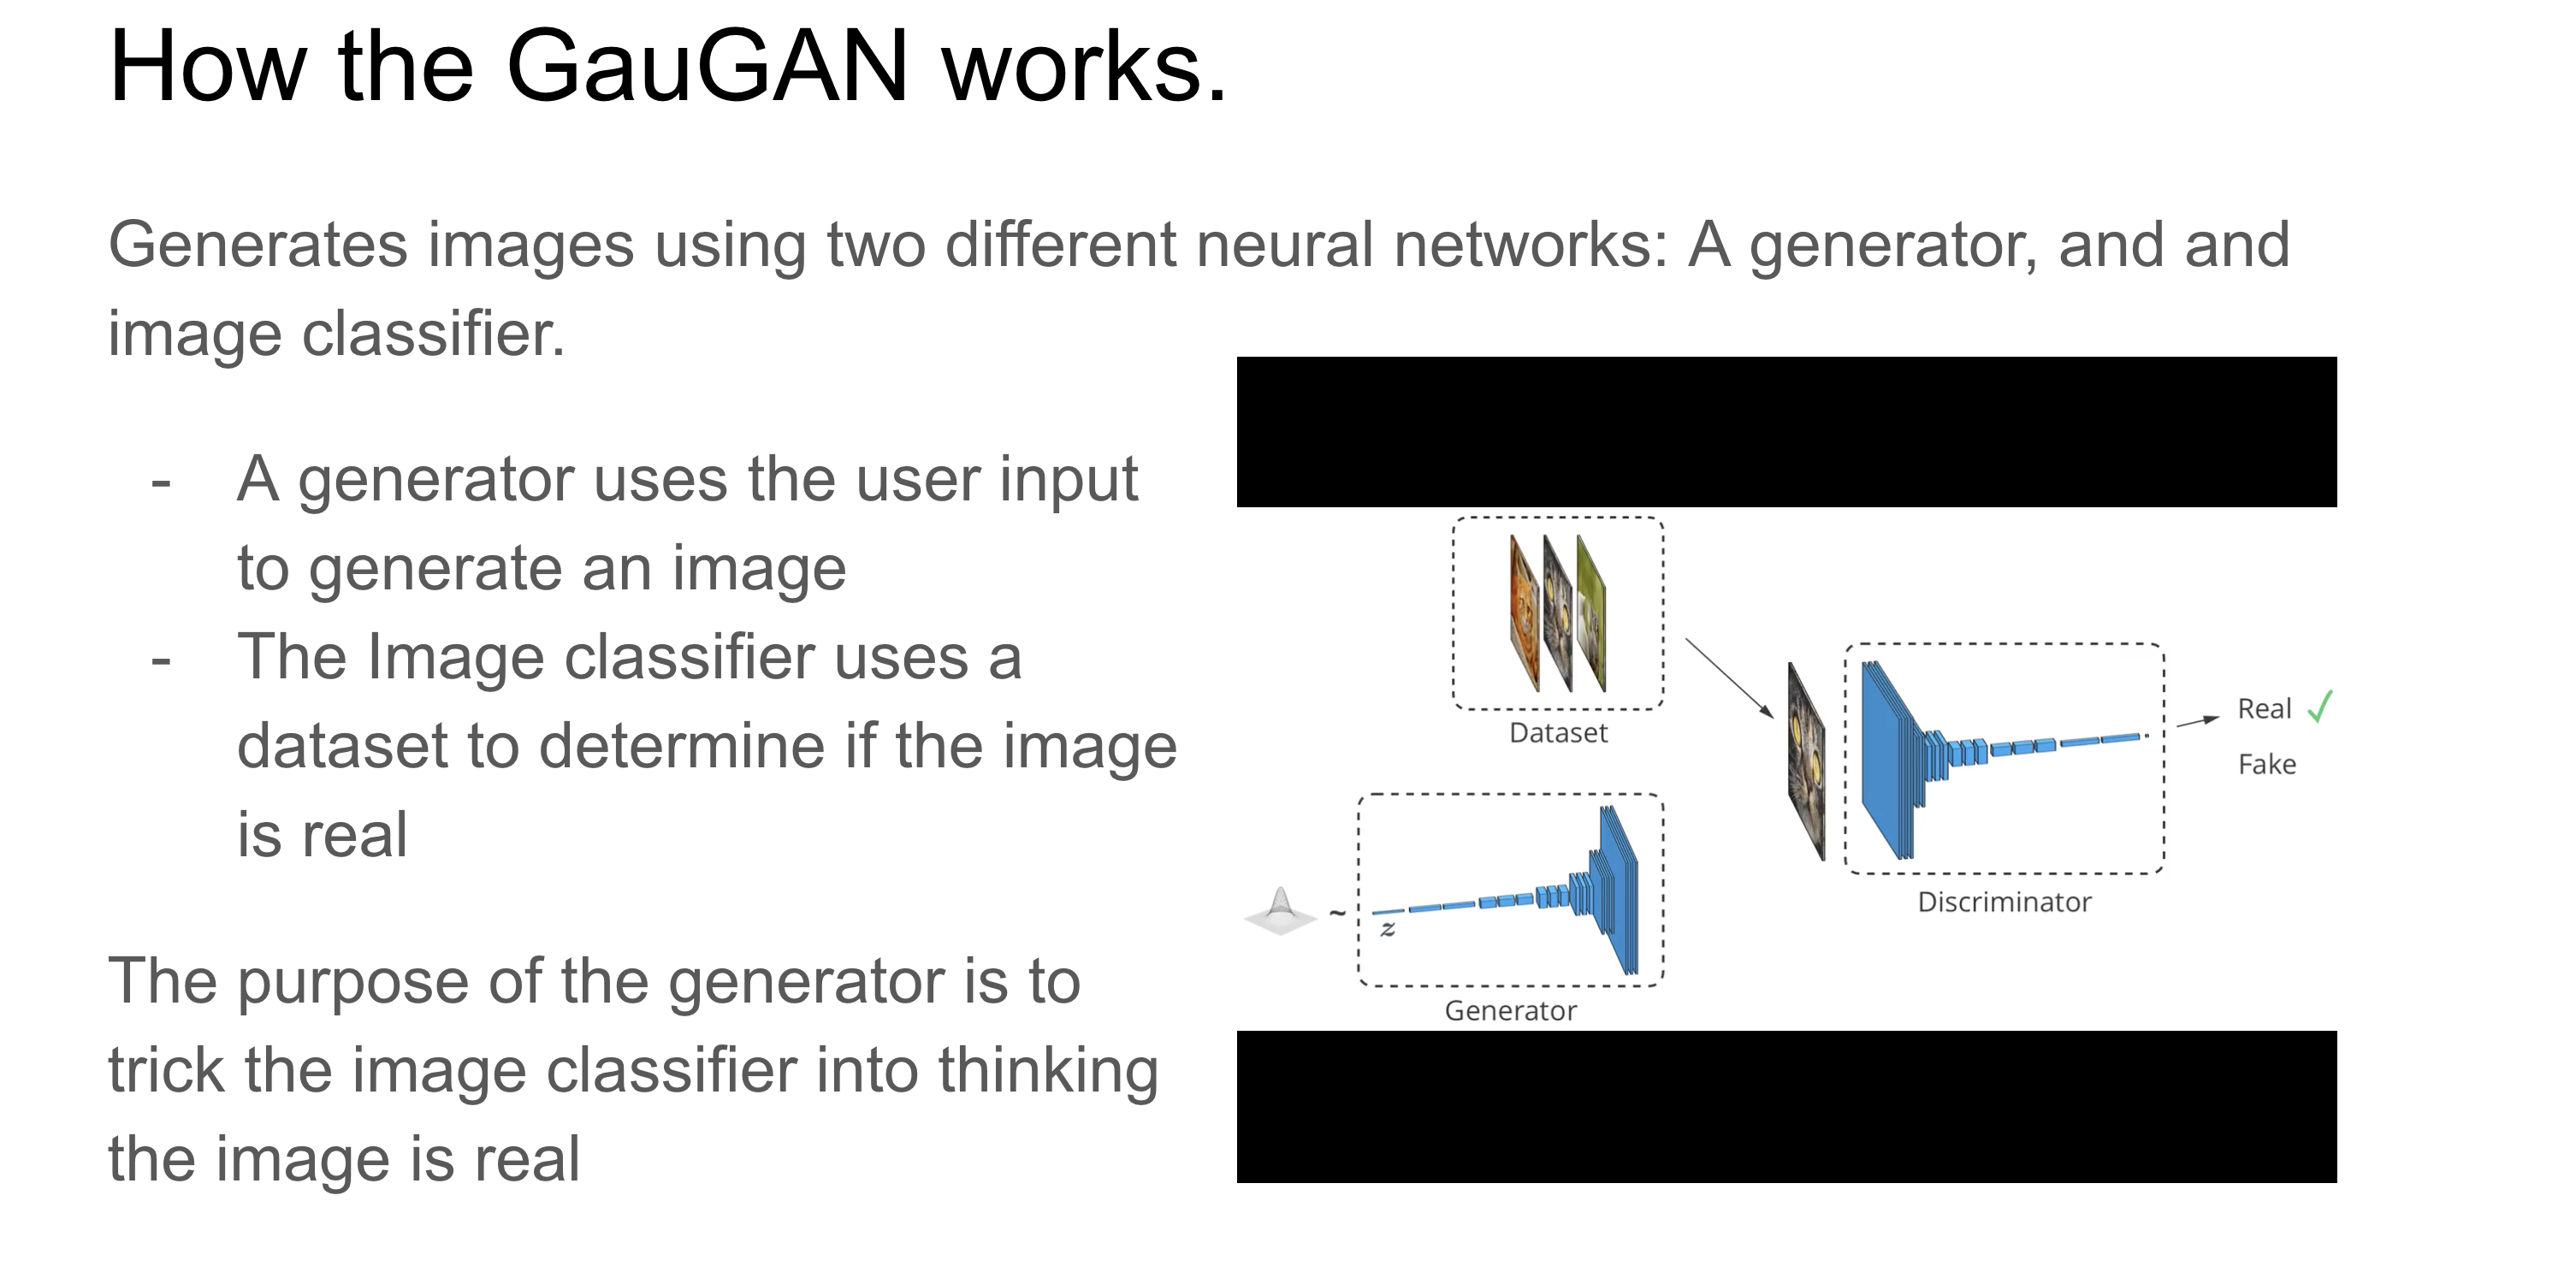 How the GauGAN works.
Generates images using two different neural networks: A generator, and and
image classifier.
- A generator uses the user input
to generate an image
- The Image classifier uses a
dataset to determine if the image
is real
The purpose of the generator is to
trick the image classifier into thinking
the image is real
Dataset
Real ✓
Fake
Discriminator
~
z
Generator